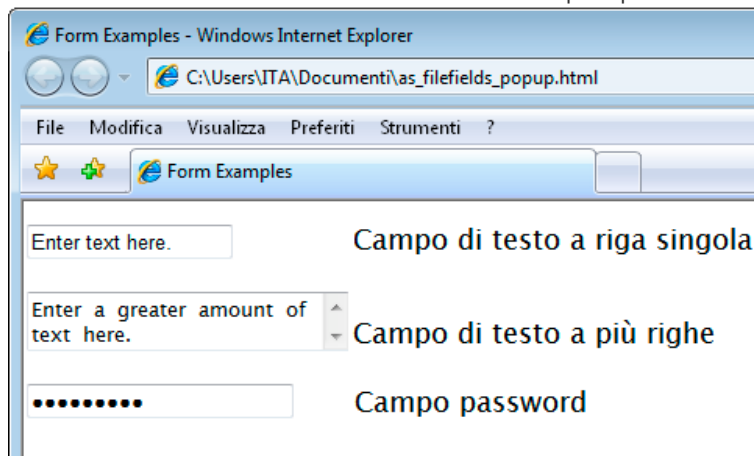 Form Examples - Windows Internet Explorer
C:\Users\ITA\Documenti\as_filefields_popup.html
File Modifica Visualizza Preferiti Strumenti ?
Form Examples
Enter text here. Campo di testo a riga singola
Enter a greater amount of
text here. Campo di testo a più righe
••••••••• Campo password